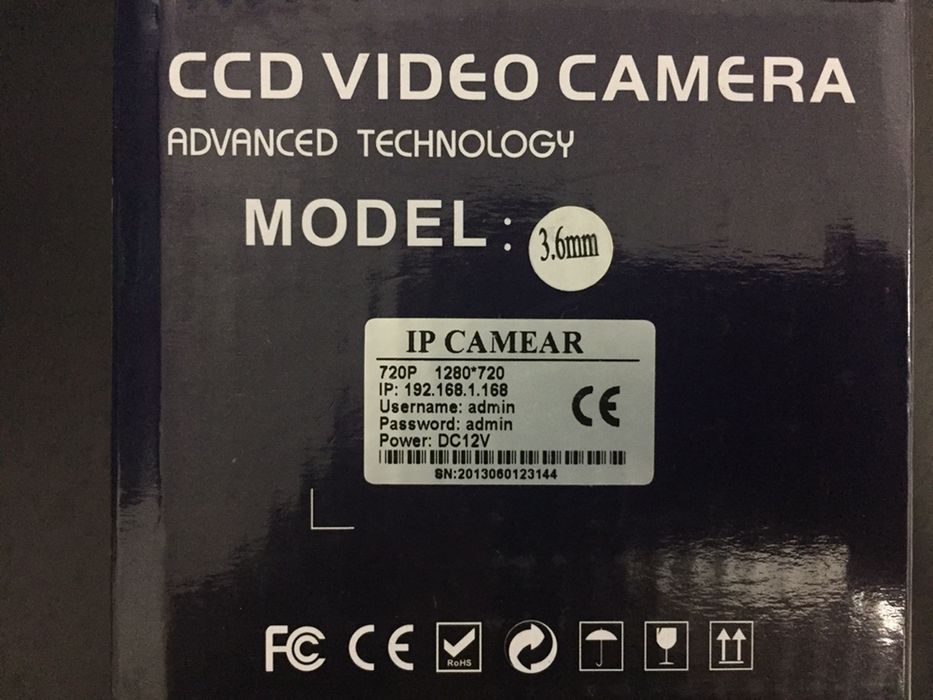 CCD VIDEO CAMERA
ADVANCED TECHNOLOGY
MODEL: 3.6mm
IP CAMEAR
720P 1280*720
IP: 192.168.1.168
Username: admin
Password: admin
Power: DC12V
CE
SN:2013060123144
FC CE RoHS